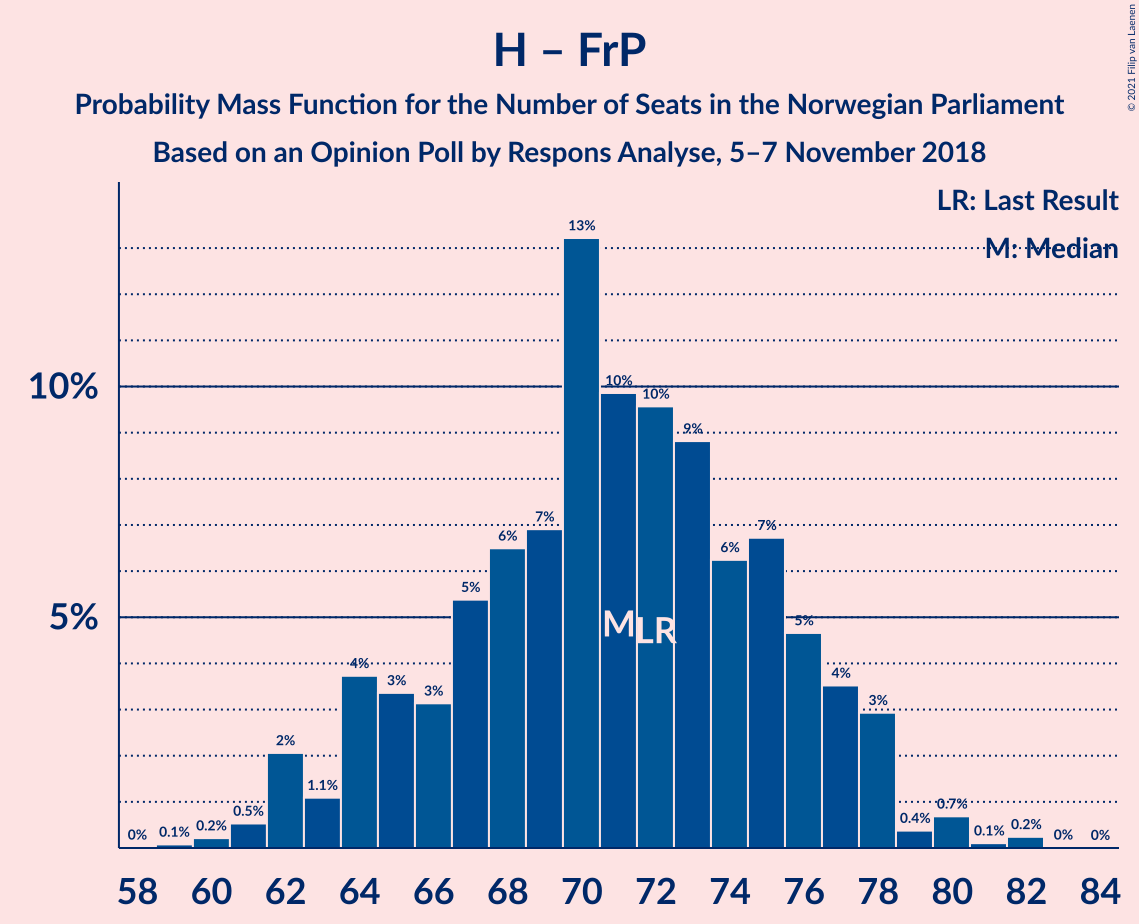 H – FrP
Probability Mass Function for the Number of Seats in the Norwegian Parliament
Based on an Opinion Poll by Respons Analyse, 5–7 November 2018
© 2021 Filip van Laenen
LR: Last Result
M: Median
10%
5%
0% 0.1% 0.2% 0.5% 2% 1.1% 4% 3% 3% 5% 6% 7% 13% 10% 10% 9% 6% 7% 5% 4% 3% 0.4% 0.7% 0.1% 0.2% 0% 0%
M LR
58 60 62 64 66 68 70 72 74 76 78 80 82 84